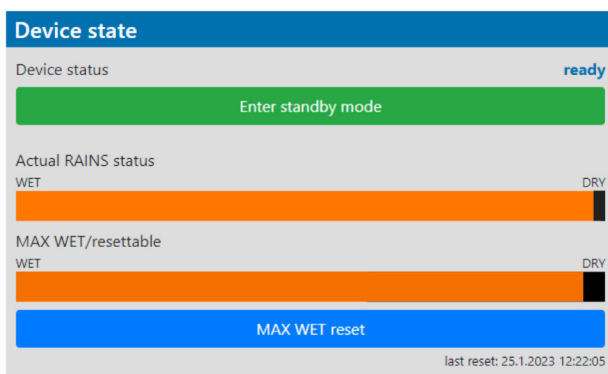 Device state
Device status ready
Enter standby mode
Actual RAINS status
WET DRY
MAX WET/resettable
WET DRY
MAX WET reset
last reset: 25.1.2023 12:22:05